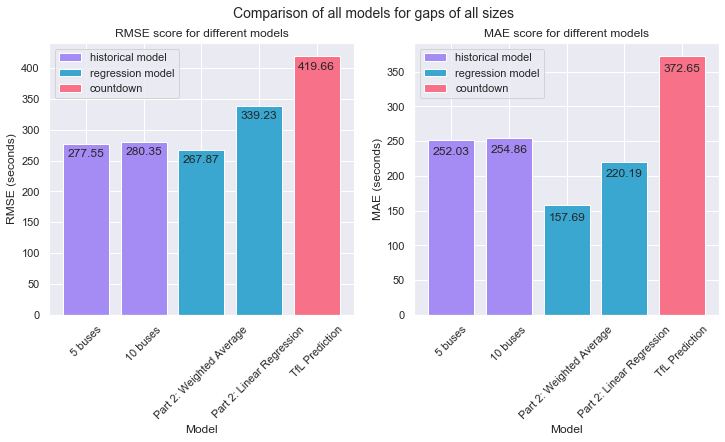 Comparison of all models for gaps of all sizes
RMSE score for different models
historical model
regression model
countdown
RMSE (seconds)
400
350
300
250
200
150
100
50
0
277.55
280.35
267.87
339.23
419.66
5 buses
10 buses
Part 2: Weighted Average
Part 2: Linear Regression
TfL Prediction
Model
MAE score for different models
historical model
regression model
countdown
MAE (seconds)
350
300
250
200
150
100
50
0
252.03
254.86
157.69
220.19
372.65
5 buses
10 buses
Part 2: Weighted Average
Part 2: Linear Regression
TfL Prediction
Model